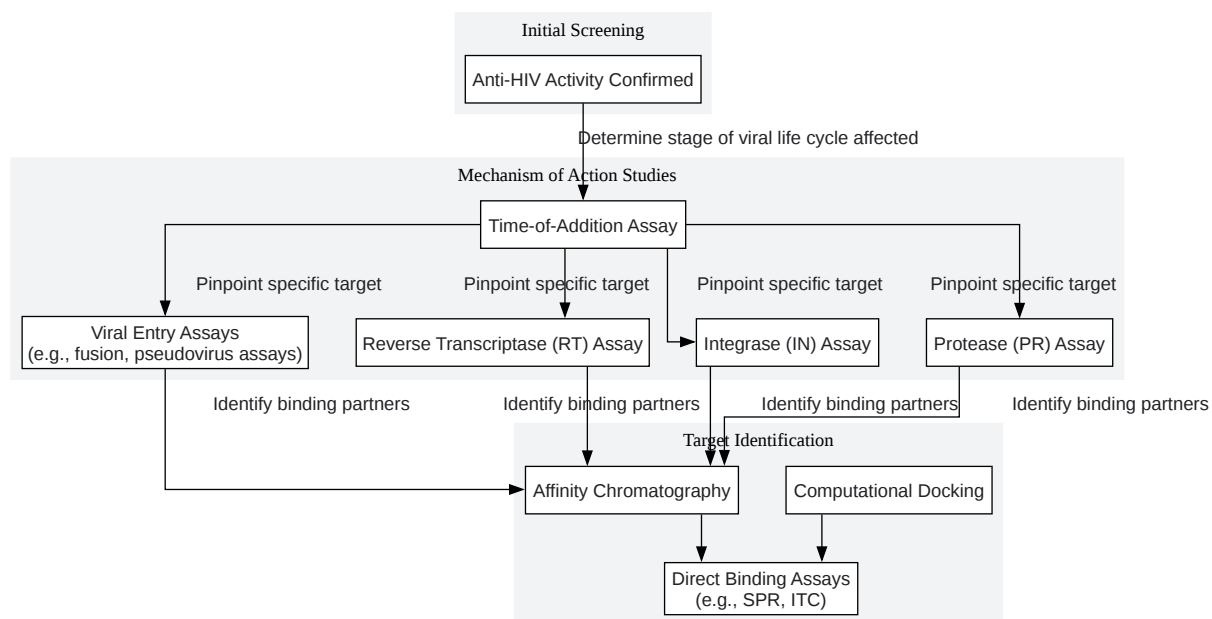 Initial Screening
Anti-HIV Activity Confirmed
Determine stage of viral life cycle affected
Mechanism of Action Studies
Time-of-Addition Assay
Pinpoint specific target
Pinpoint specific target
Pinpoint specific target
Pinpoint specific target
Viral Entry Assays
(e.g., fusion, pseudovirus assays)
Reverse Transcriptase (RT) Assay
Integrase (IN) Assay
Protease (PR) Assay
Identify binding partners
Identify binding partners
Identify binding partners
Identify binding partners
Target Identification
Affinity Chromatography
Computational Docking
Direct Binding Assays
(e.g., SPR, ITC)